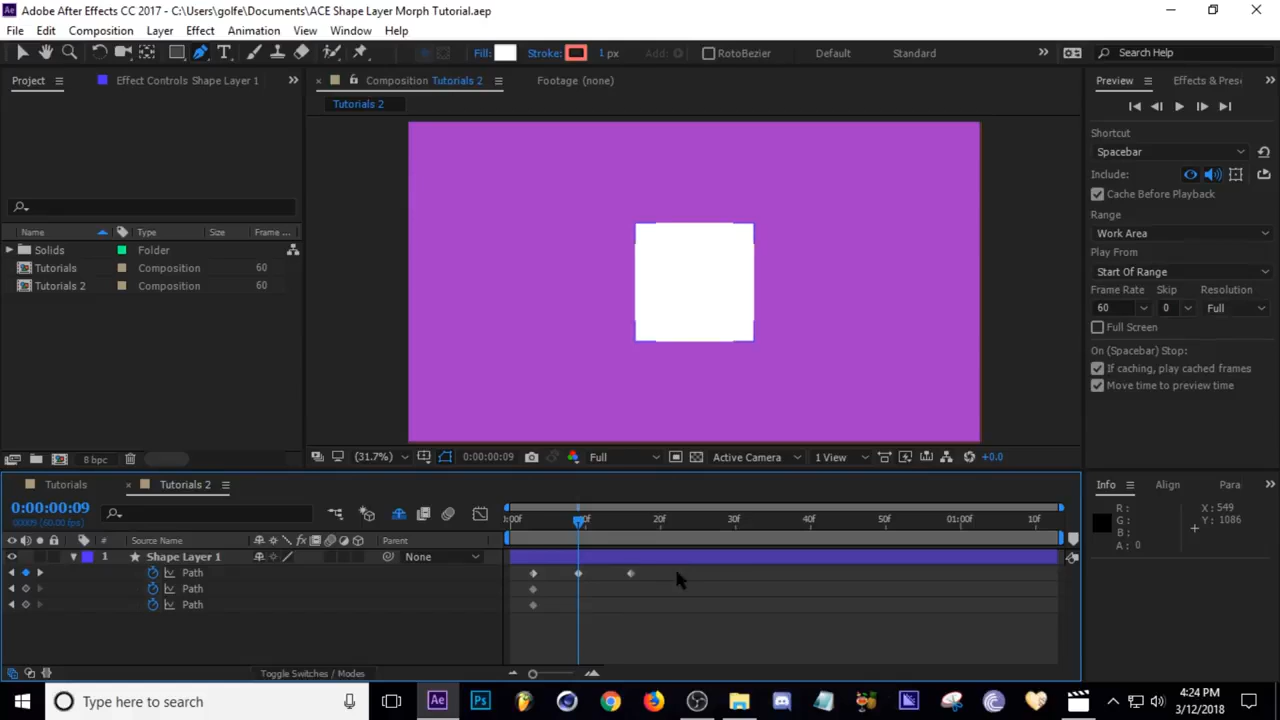 Adobe After Effects CC 2017 - C:\Users\golfe\Documents\ACE Shape Layer Morph Tutorial.aep
File Edit Composition Layer Effect Animation View Window Help
Fill: Stroke: 1 px Add: RotoBezier Default Standard Search Help
Project Effect Controls Shape Layer 1 Composition Tutorials 2 Footage (none) Preview Effects & Pres
Tutorials 2
Shortcut
Spacebar
Include:
Cache Before Playback
Range
Name Type Size Frame ...
Work Area
Solids Folder
Play From
Tutorials Composition 60
Start Of Range
Tutorials 2 Composition 60
Frame Rate Skip Resolution
60 0 Full
Full Screen
On (Spacebar) Stop:
If caching, play cached frames
Move time to preview time
8 bpc (31.7%) 0:00:00:09 Full Active Camera 1 View +0.0
Tutorials Tutorials 2 Info Align Para
0:00:00:09
00009 (60.00 fps)
:00f 20f 30f 40f 50f 01:00f 10f
R: X: 549
G: Y: 1086
B:
A: 0
# Source Name Parent
1 Shape Layer 1 None
Path
Path
Path
Toggle Switches / Modes
Type here to search
4:24 PM
3/12/2018